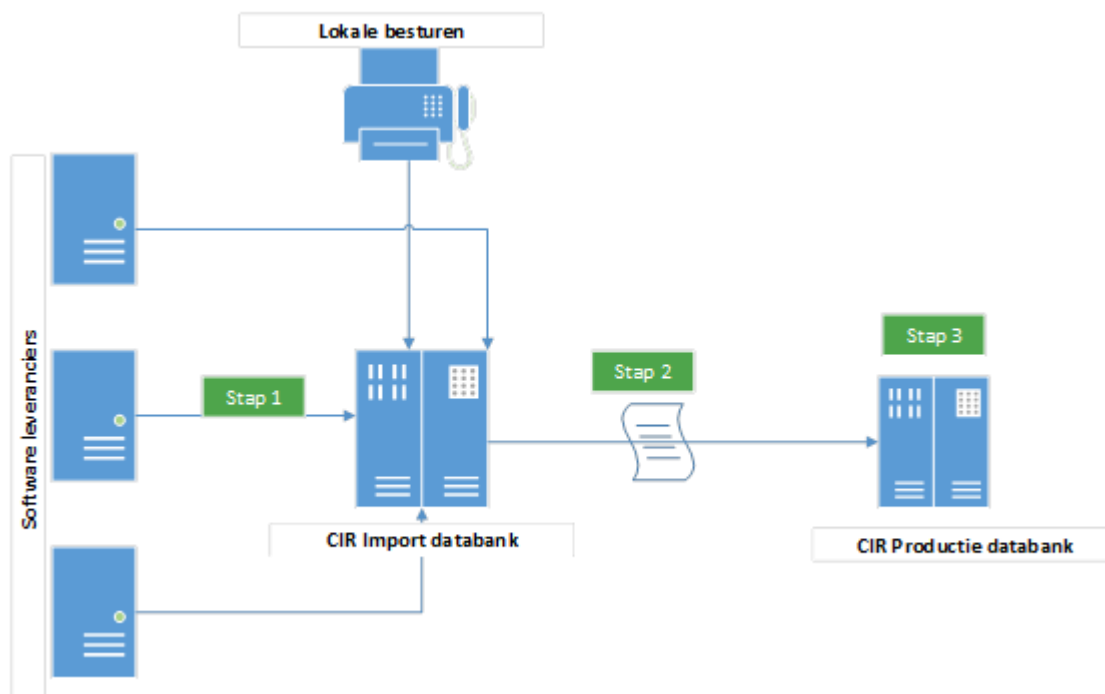 Lokale besturen
Software leveranciers
Stap 1
Stap 2
Stap 3
CIR Import databank
CIR Productie databank